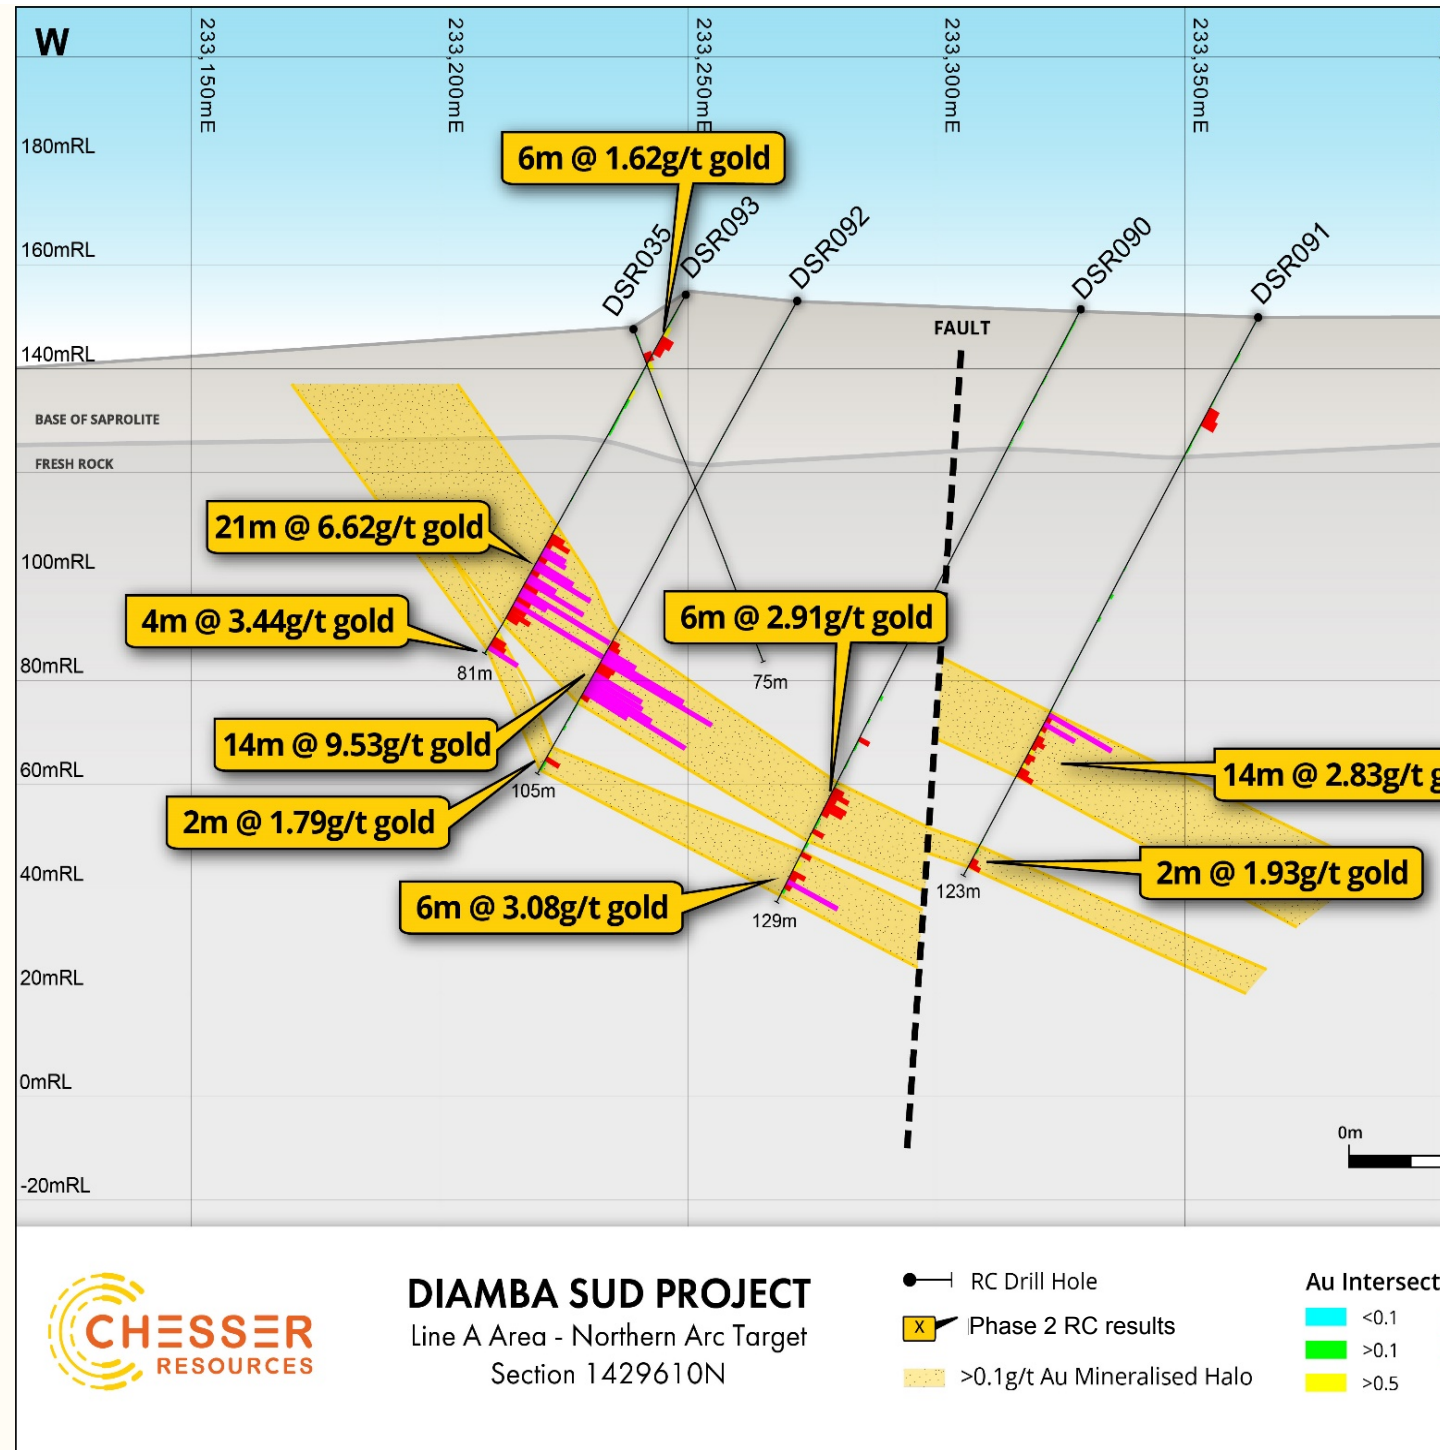 W
233,150mE
233,200mE
233,250mE
233,300mE
233,350mE
180mRL
160mRL
140mRL
100mRL
80mRL
60mRL
40mRL
20mRL
0mRL
-20mRL
6m @ 1.62g/t gold
DSR035
DSR093
DSR092
DSR090
DSR091
FAULT
BASE OF SAPROLITE
FRESH ROCK
21m @ 6.62g/t gold
4m @ 3.44g/t gold
81m
6m @ 2.91g/t gold
75m
14m @ 9.53g/t gold
105m
2m @ 1.79g/t gold
14m @ 2.83g/t g
2m @ 1.93g/t gold
123m
6m @ 3.08g/t gold
129m
0m
CHESSER
RESOURCES
DIAMBA SUD PROJECT
Line A Area - Northern Arc Target
Section 1429610N
RC Drill Hole
X Phase 2 RC results
>0.1g/t Au Mineralised Halo
Au Intersect
<0.1
>0.1
>0.5